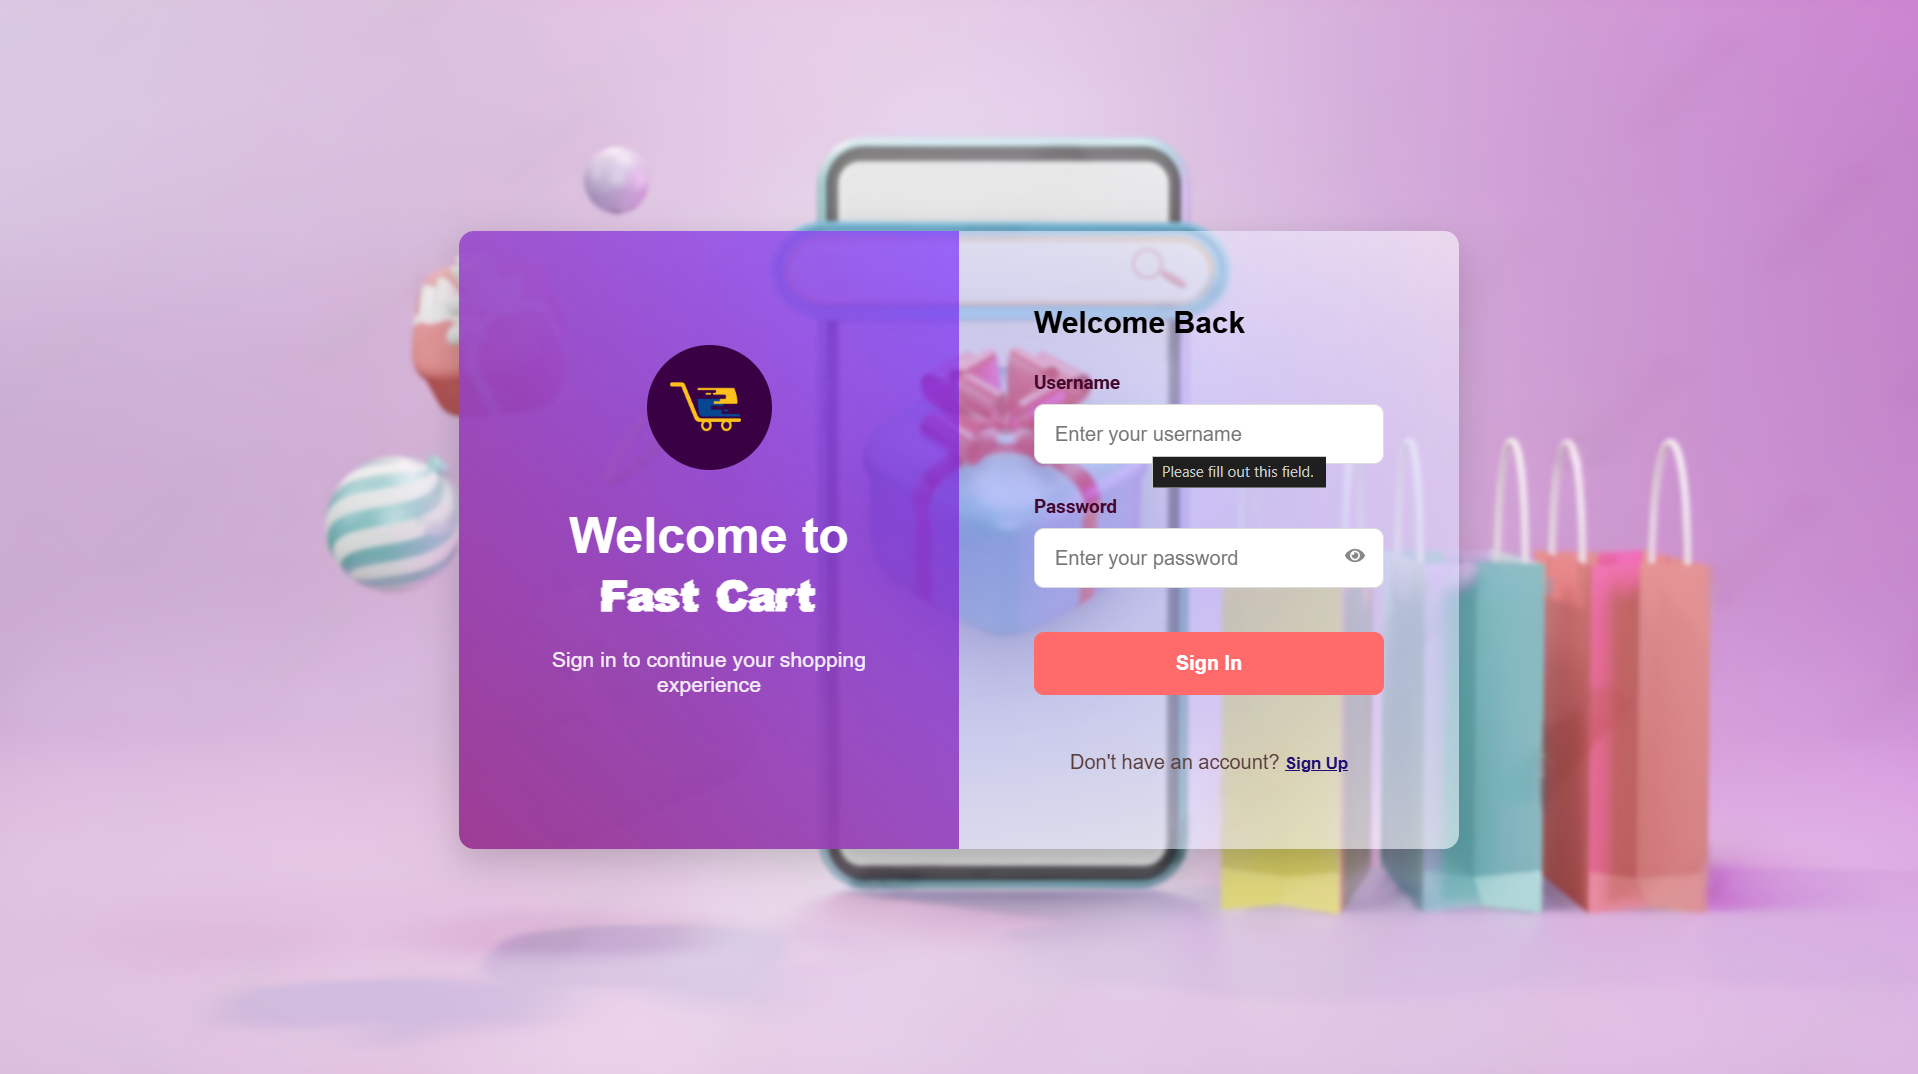 Welcome to
Fast Cart
Sign in to continue your shopping
experience
Welcome Back
Username
Enter your username
Please fill out this field.
Password
Enter your password
Sign In
Don't have an account? Sign Up